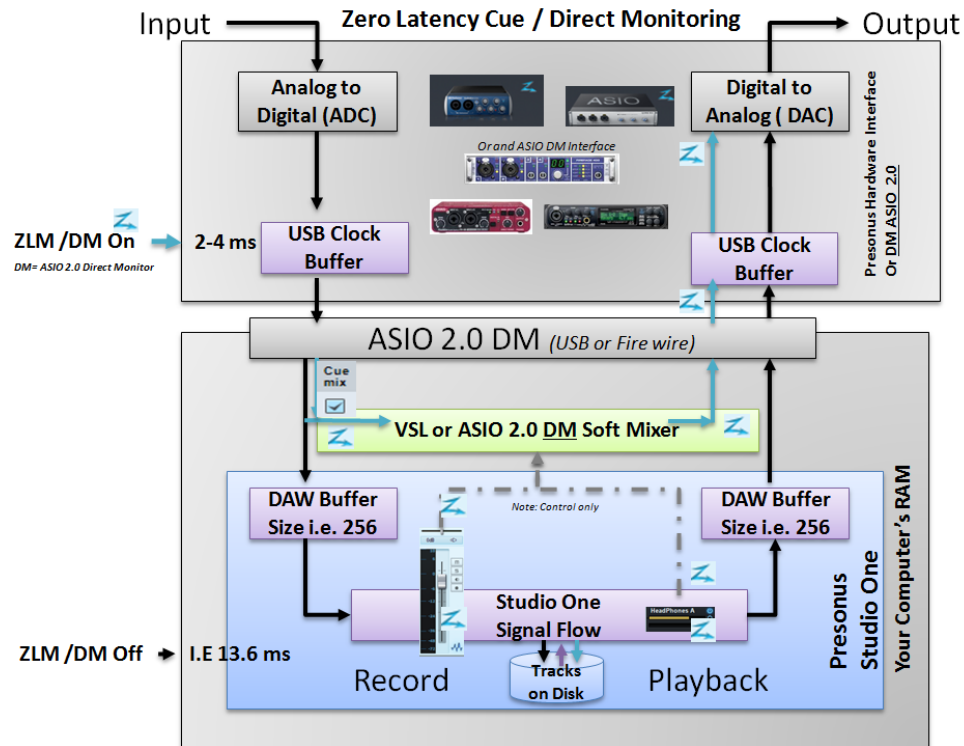 Zero Latency Cue / Direct Monitoring
Input
Output
Analog to
Digital (ADC)
ASIO
Digital to
Analog ( DAC)
Or and ASIO DM Interface
ZLM /DM On
DM= ASIO 2.0 Direct Monitor
2-4 ms
USB Clock
Buffer
USB Clock
Buffer
Presonus Hardware Interface
Or DM ASIO 2.0
ASIO 2.0 DM (USB or Fire wire)
Cue
mix
VSL or ASIO 2.0 DM Soft Mixer
DAW Buffer
Size i.e. 256
Note: Control only
DAW Buffer
Size i.e. 256
Studio One
Signal Flow
HeadPhones A
ZLM /DM Off
I.E 13.6 ms
Record
Tracks
on Disk
Playback
Presonus
Studio One
Your Computer's RAM